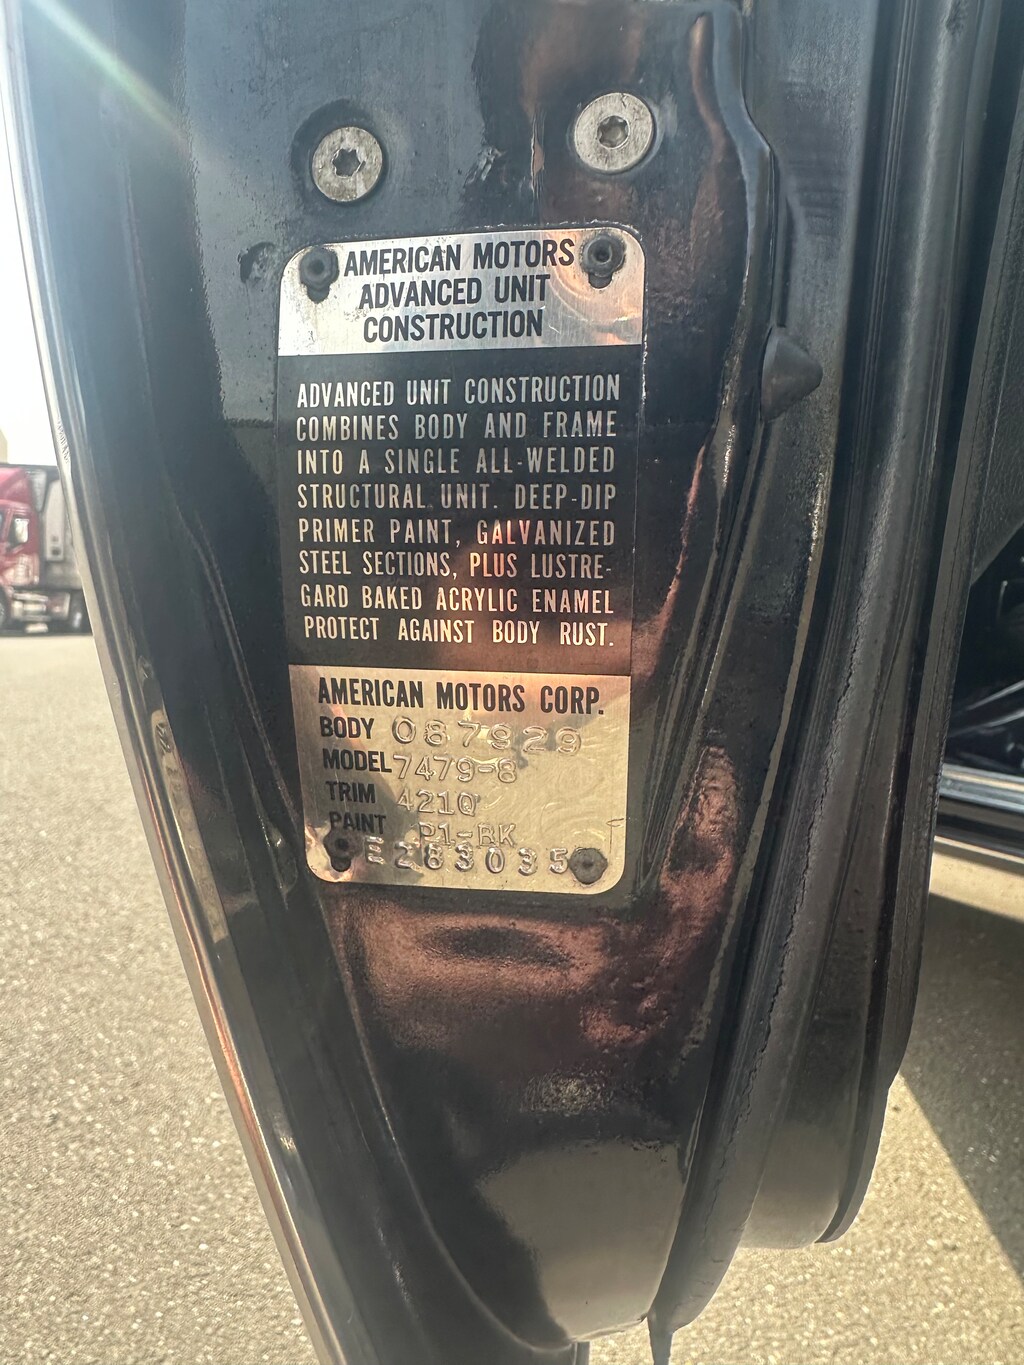 AMERICAN MOTORS
ADVANCED UNIT
CONSTRUCTION
ADVANCED UNIT CONSTRUCTION
COMBINES BODY AND FRAME
INTO A SINGLE ALL-WELDED
STRUCTURAL UNIT. DEEP-DIP
PRIMER PAINT, GALVANIZED
STEEL SECTIONS, PLUS LUSTRE-
GARD BAKED ACRYLIC ENAMEL
PROTECT AGAINST BODY RUST.
AMERICAN MOTORS CORP.
BODY 087929
MODEL 7479-8
TRIM 421Q
PAINT P1-BK
E283035